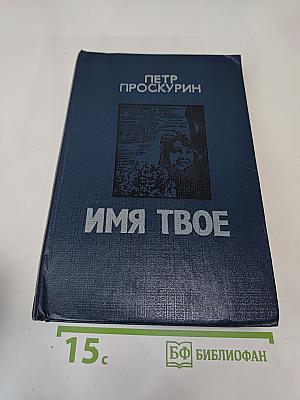 ПЕТР
ПРОСКУРИН
ИМЯ ТВОЕ
15с
БФ БИБЛИОФАН